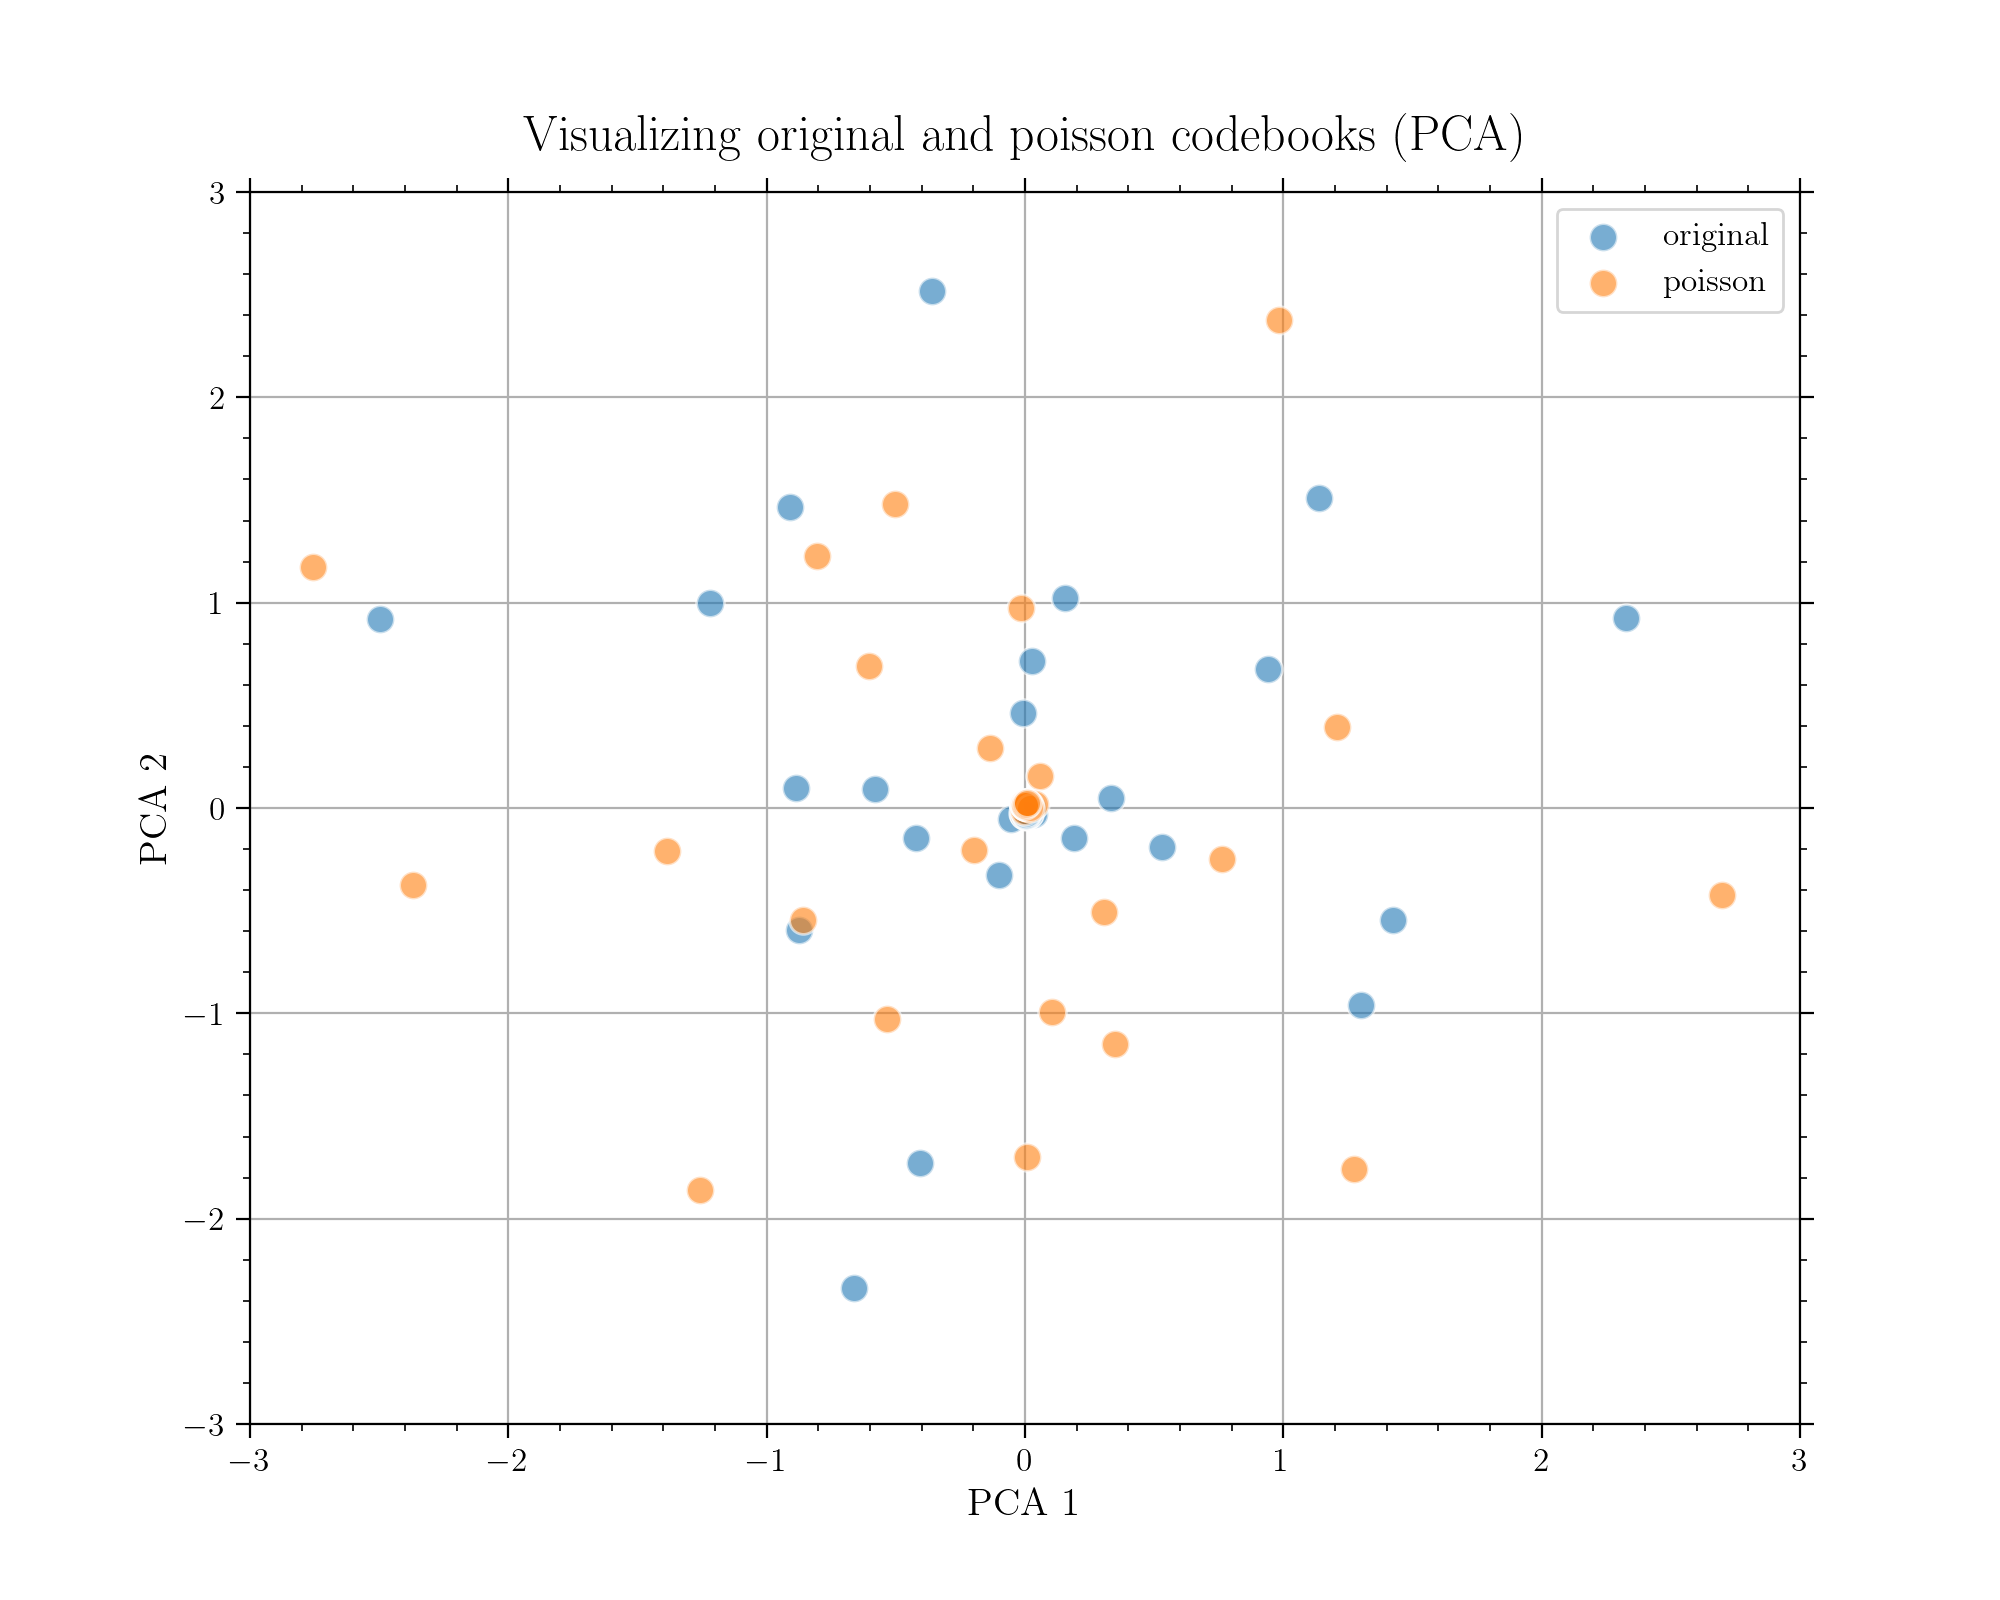 Visualizing original and poisson codebooks (PCA)
original
poisson
3
2
1
0
−1
−2
−3
PCA 2
−3
−2
−1
0
1
2
3
PCA 1